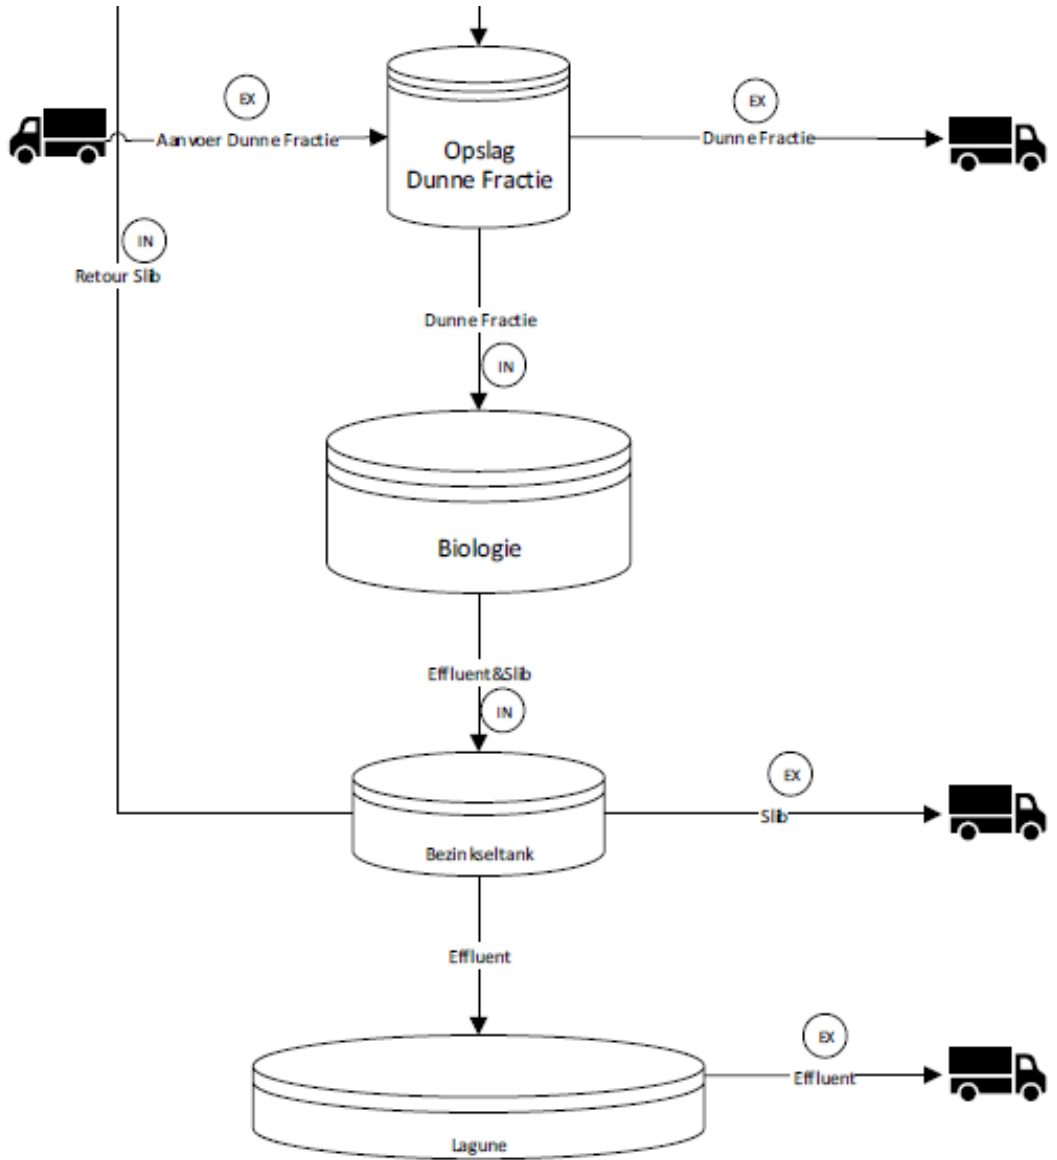 EX
EX
Aanvoer Dunne Fractie
Dunne Fractie
Opslag
Dunne Fractie
IN
Retour Slib
Dunne Fractie
IN
Biologie
Effluent&Slib
IN
EX
Slib
Bezinkseltank
Effluent
EX
Effluent
Lagune